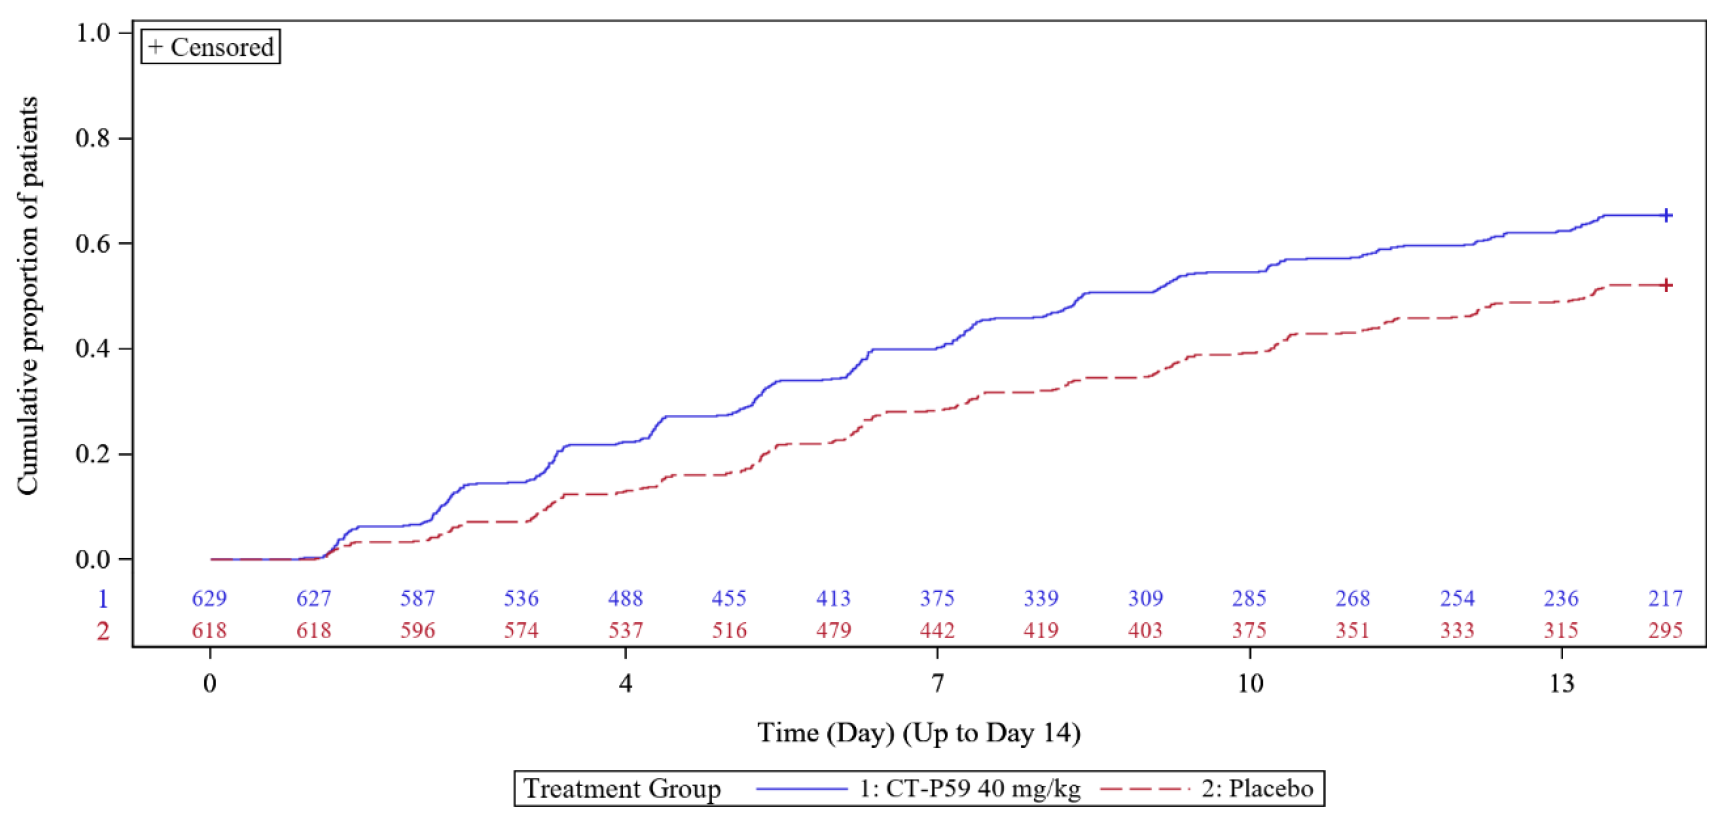 1.0
+ Censored
0.8
0.6
0.4
0.2
0.0
Cumulative proportion of patients
1 629 627 587 536 488 455 413 375 339 309 285 268 254 236 217
2 618 618 596 574 537 516 479 442 419 403 375 351 333 315 295
0 4 7 10 13
Time (Day) (Up to Day 14)
Treatment Group 1: CT-P59 40 mg/kg 2: Placebo